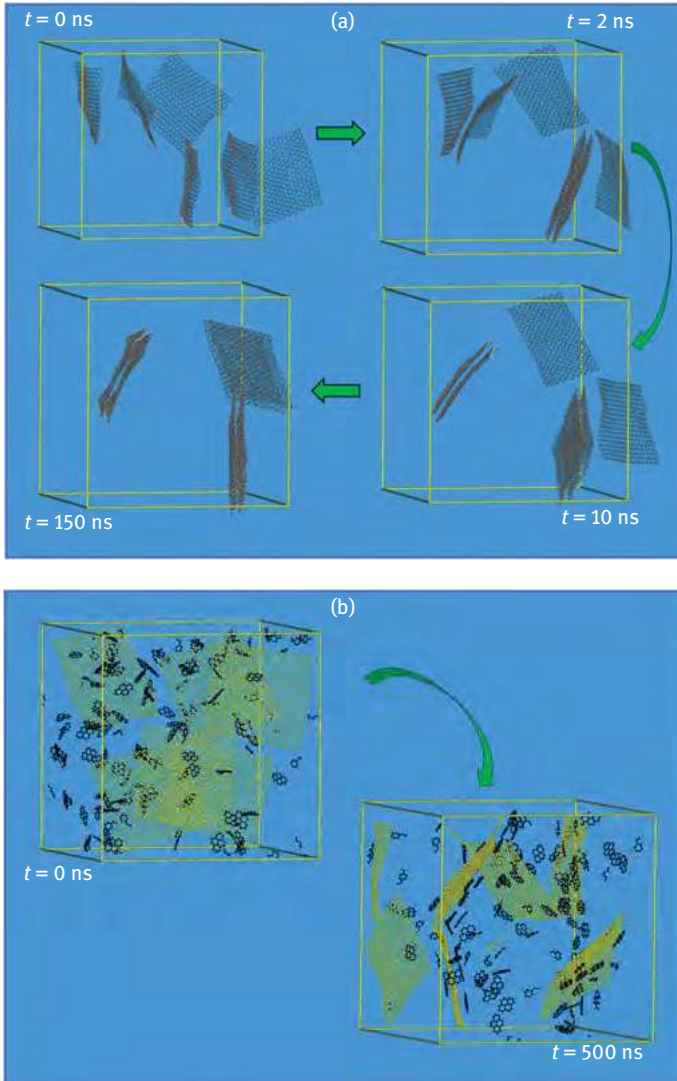 t = 0 ns
(a)
t = 2 ns
t = 150 ns
t = 10 ns
(b)
t = 0 ns
t = 500 ns